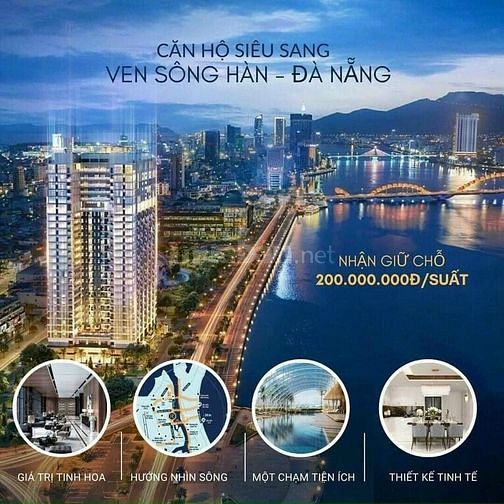 CĂN HỘ SIÊU SANG
VEN SÔNG HÀN - ĐÀ NẴNG
NHẬN GIỮ CHỖ
200.000.000Đ/SUẤT
GIÁ TRỊ TINH HOA
HƯỚNG NHÌN SÔNG
MỘT CHẠM TIỆN ÍCH
THIẾT KẾ TINH TẾ